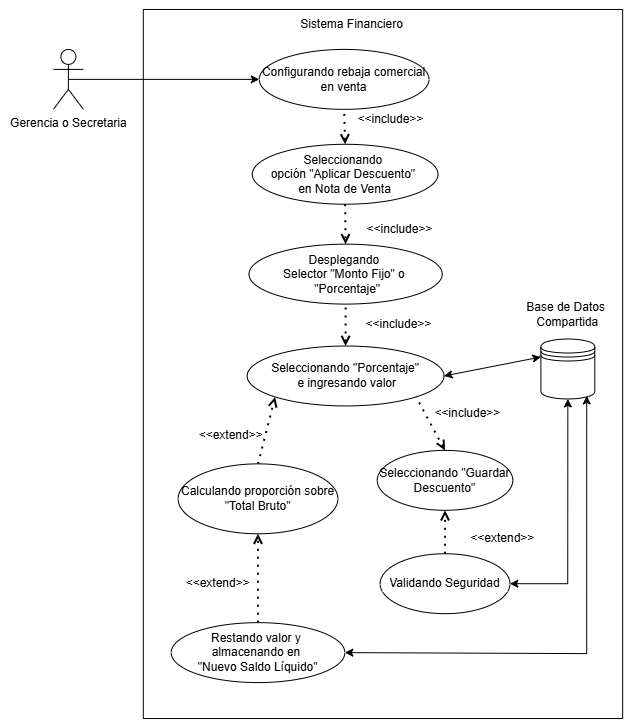 Sistema Financiero
Configurando rebaja comercial
en venta
Gerencia o Secretaria
<<include>>
Seleccionando
opción "Aplicar Descuento"
en Nota de Venta
<<include>>
Desplegando
Selector "Monto Fijo" o
"Porcentaje"
Base de Datos
Compartida
<<include>>
Seleccionando "Porcentaje"
e ingresando valor
<<include>>
<<extend>>
Seleccionando "Guardar
Descuento"
Calculando proporción sobre
"Total Bruto"
<<extend>>
<<extend>>
Validando Seguridad
Restando valor y
almacenando en
"Nuevo Saldo Líquido"